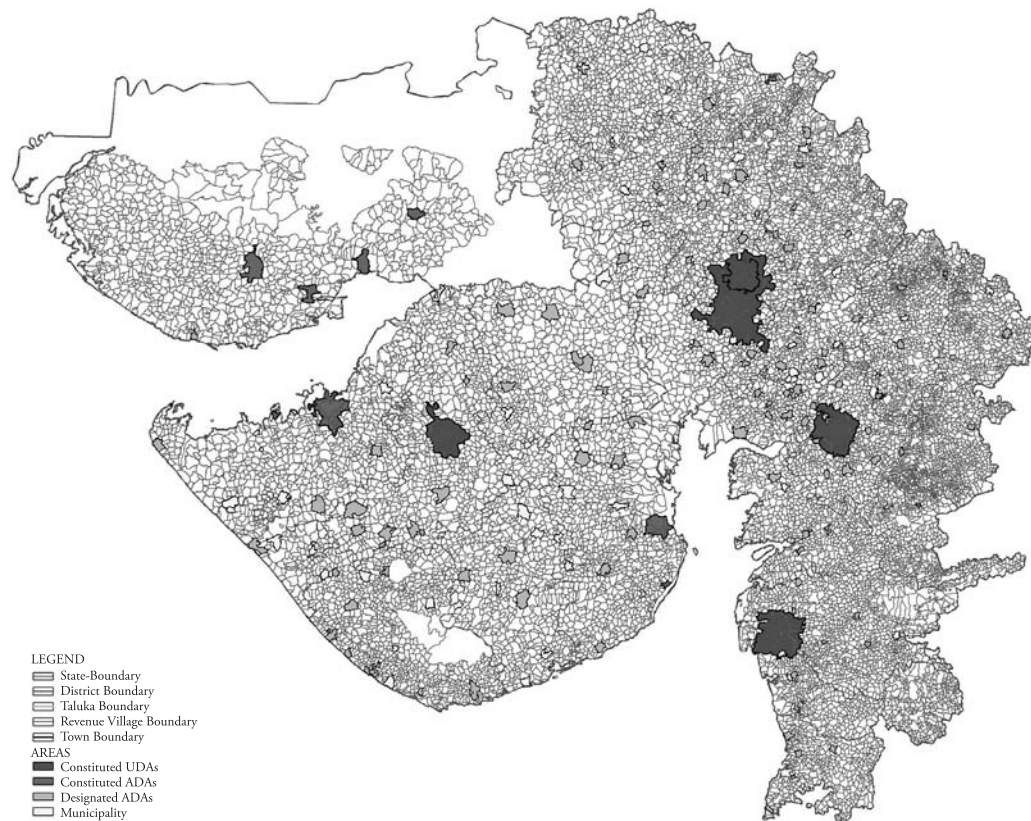 LEGEND
State-Boundary
District Boundary
Taluka Boundary
Revenue Village Boundary
Town Boundary
AREAS
Constituted UDAs
Constituted ADAs
Designated ADAs
Municipality